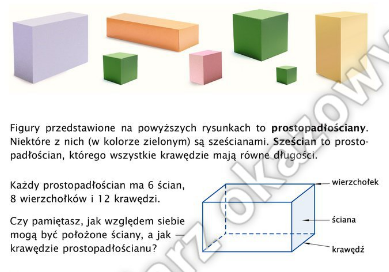 Figury przedstawione na powyższych rysunkach to prostopadłościany.
Niektóre z nich (w kolorze zielonym) są sześcianami. Sześcian to prosto-
padłościan, którego wszystkie krawędzie mają równe długości.
Każdy prostopadłościan ma 6 ścian,
8 wierzchołków i 12 krawędzi.
Czy pamiętasz, jak względem siebie
mogą być położone ściany, a jak —
krawędzie prostopadłościanu?
wierzchołek
ściana
krawędź
okazowy